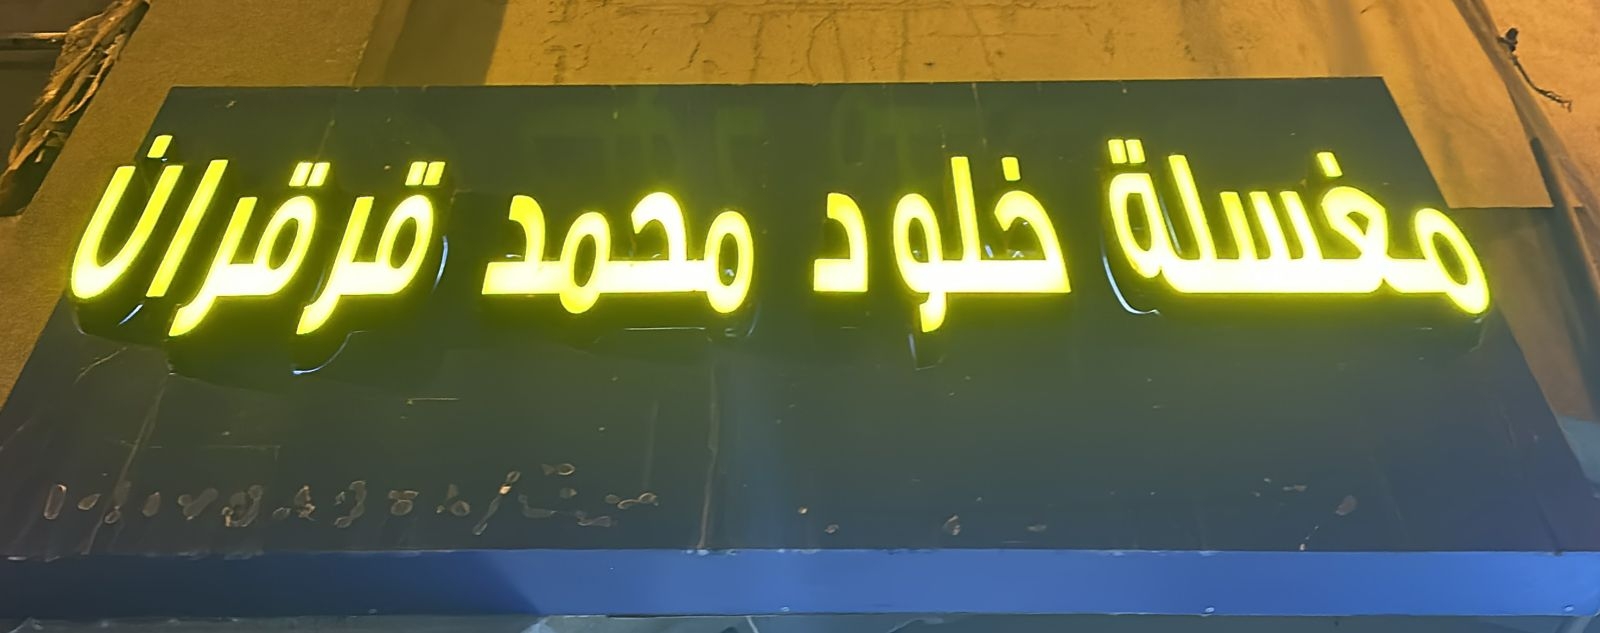 مغسلة خلود محمد قرقران